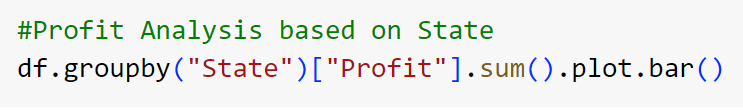 #Profit Analysis based on State
df.groupby("State")["Profit"].sum().plot.bar()